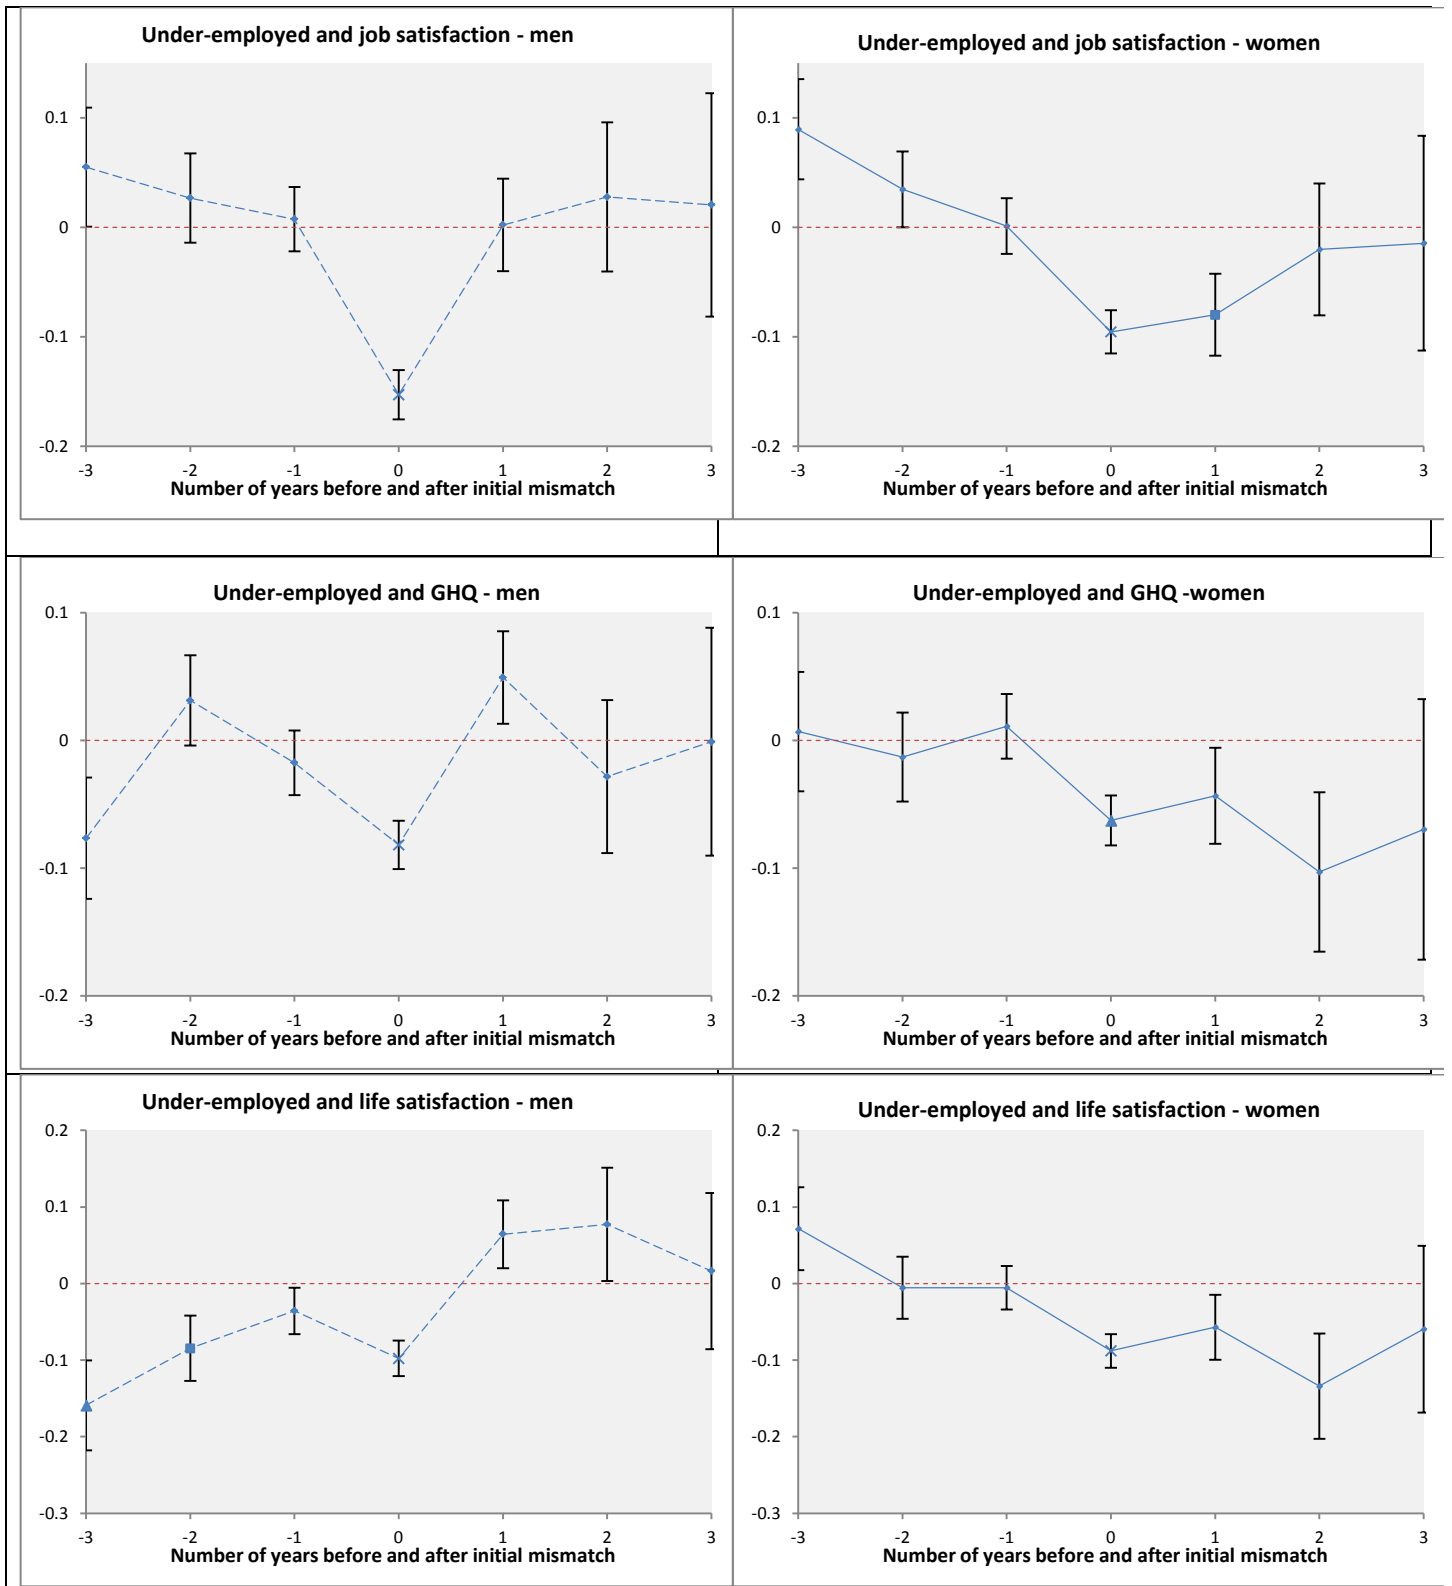 Under-employed and job satisfaction - men
0.1
0
-0.1
-0.2
-3 -2 -1 0 1 2 3
Number of years before and after initial mismatch
Under-employed and job satisfaction - women
0.1
0
-0.1
-0.2
-3 -2 -1 0 1 2 3
Number of years before and after initial mismatch
Under-employed and GHQ - men
0.1
0
-0.1
-0.2
-3 -2 -1 0 1 2 3
Number of years before and after initial mismatch
Under-employed and GHQ -women
0.1
0
-0.1
-0.2
-3 -2 -1 0 1 2 3
Number of years before and after initial mismatch
Under-employed and life satisfaction - men
0.2
0.1
0
-0.1
-0.2
-0.3
-3 -2 -1 0 1 2 3
Number of years before and after initial mismatch
Under-employed and life satisfaction - women
0.2
0.1
0
-0.1
-0.2
-0.3
-3 -2 -1 0 1 2 3
Number of years before and after initial mismatch